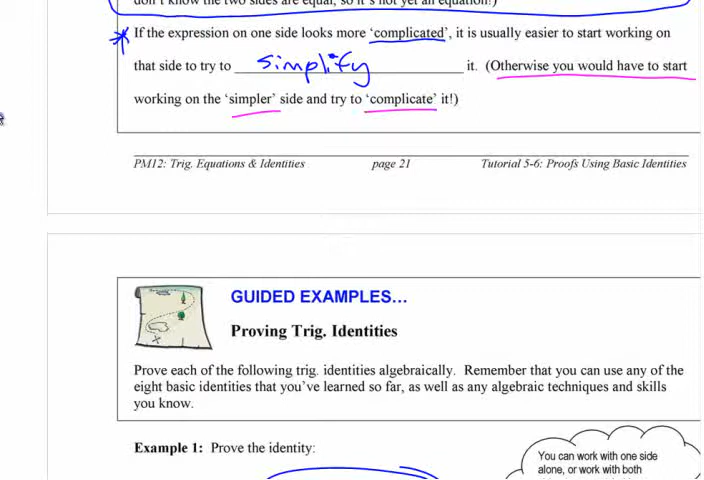 don't know the two sides are equal, so it's not yet an equation!)
If the expression on one side looks more 'complicated', it is usually easier to start working on
that side to try to simplify it. (Otherwise you would have to start
working on the 'simpler' side and try to 'complicate' it!)
PM12: Trig. Equations & Identities page 21 Tutorial 5-6: Proofs Using Basic Identities
GUIDED EXAMPLES...
Proving Trig. Identities
Prove each of the following trig. identities algebraically. Remember that you can use any of the
eight basic identities that you've learned so far, as well as any algebraic techniques and skills
you know.
Example 1: Prove the identity:
You can work with one side
alone, or work with both